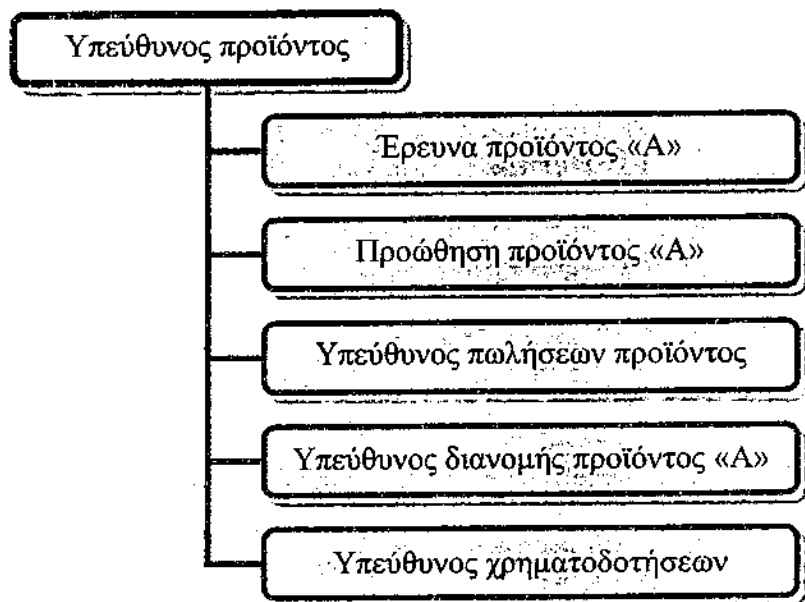 Υπεύθυνος προϊόντος
Έρευνα προϊόντος «Α»
Προώθηση προϊόντος «Α»
Υπεύθυνος πωλήσεων προϊόντος
Υπεύθυνος διανομής προϊόντος «Α»
Υπεύθυνος χρηματοδοτήσεων